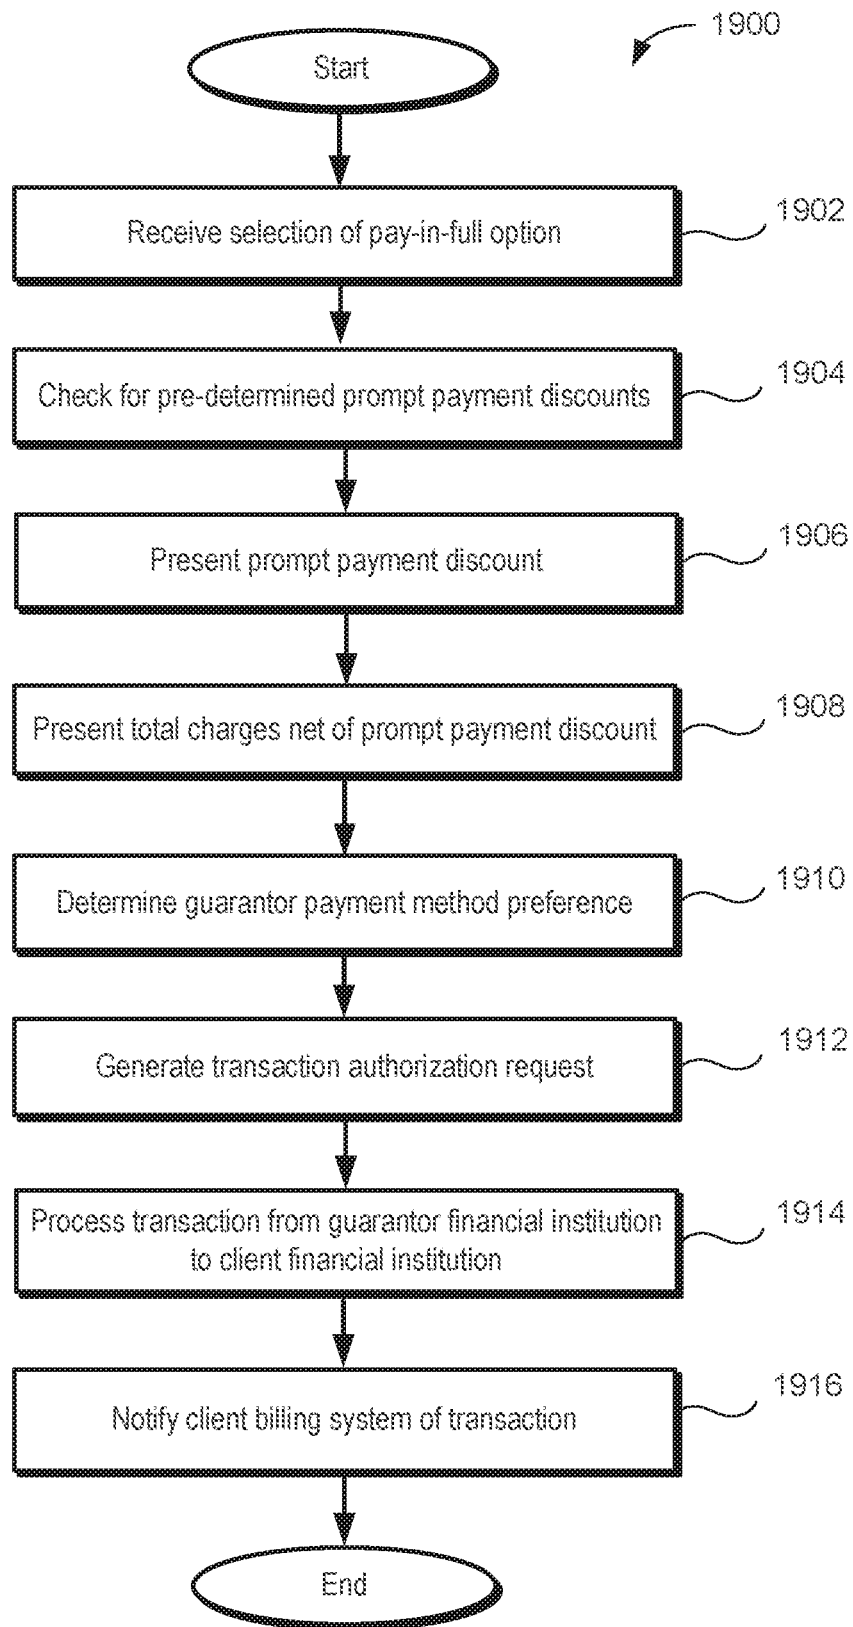 1900
Start
Receive selection of pay-in-full option
1902
Check for pre-determined prompt payment discounts
1904
Present prompt payment discount
1906
Present total charges net of prompt payment discount
1908
Determine guarantor payment method preference
1910
Generate transaction authorization request
1912
Process transaction from guarantor financial institution
to client financial institution
1914
Notify client billing system of transaction
1916
End